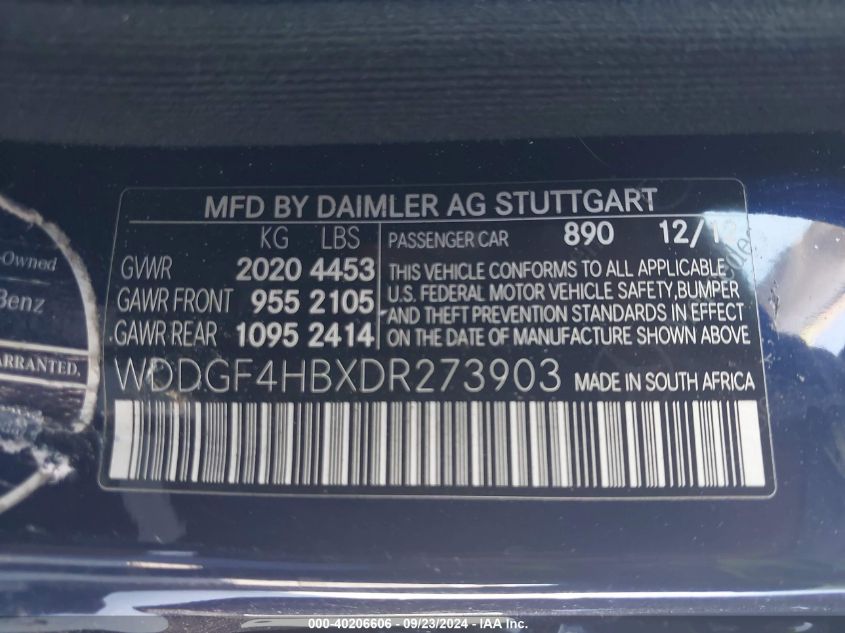 MFD BY DAIMLER AG STUTTGART
KG LBS
PASSENGER CAR 890 12/12
GVWR 2020 4453
GAWR FRONT 955 2105
GAWR REAR 1095 2414
THIS VEHICLE CONFORMS TO ALL APPLICABLE
U.S. FEDERAL MOTOR VEHICLE SAFETY,BUMPER
AND THEFT PREVENTION STANDARDS IN EFFECT
ON THE DATE OF MANUFACTURE SHOWN ABOVE
WDDGF4HBXDR273903 MADE IN SOUTH AFRICA
-Owned
Benz
ARRANTED.
000-40206606 - 09/23/2024 - IAA Inc.